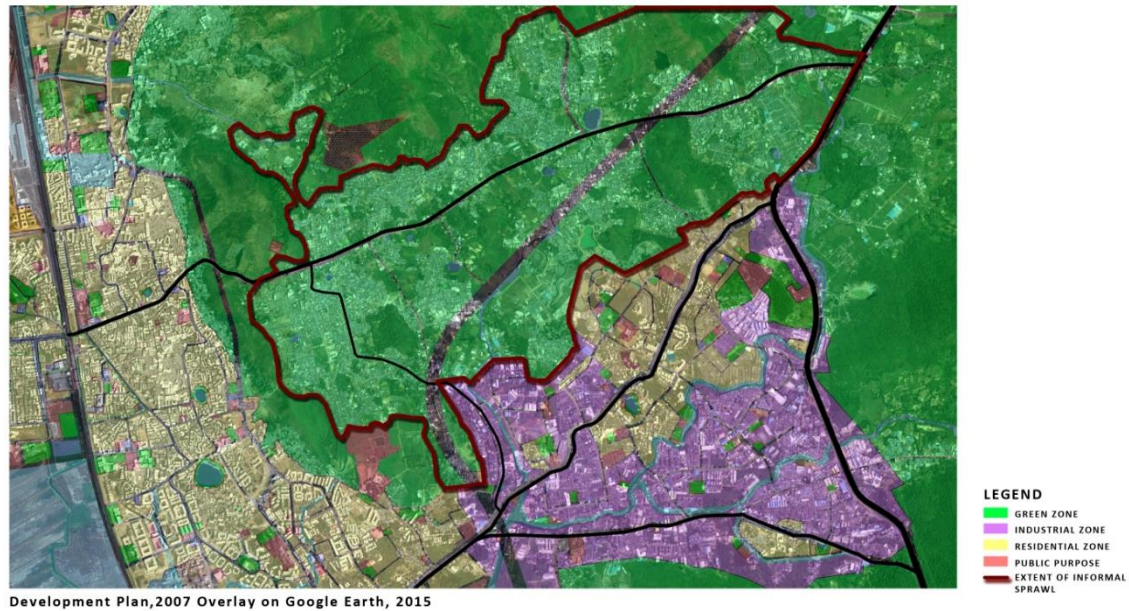 LEGEND
GREEN ZONE
INDUSTRIAL ZONE
RESIDENTIAL ZONE
PUBLIC PURPOSE
EXTENT OF INFORMAL
SPRAWL
Development Plan,2007 Overlay on Google Earth, 2015